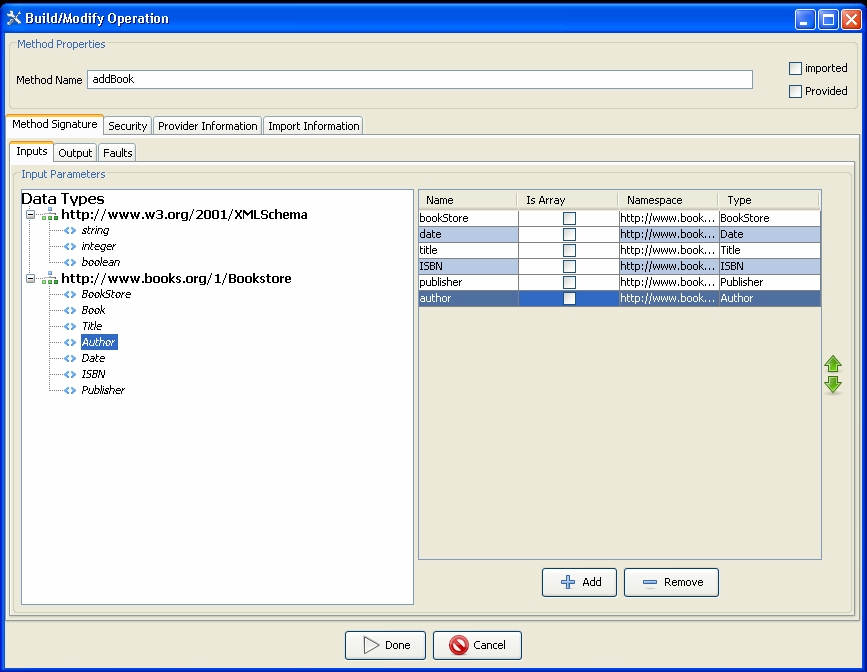 Build/Modify Operation
Method Properties
Method Name addBook
imported
Provided
Method Signature Security Provider Information Import Information
Inputs Output Faults
Input Parameters
Data Types
http://www.w3.org/2001/XMLSchema
string
integer
boolean
http://www.books.org/1/Bookstore
BookStore
Book
Title
Author
Date
ISBN
Publisher
Name Is Array Namespace Type
bookStore http://www.book... BookStore
date http://www.book... Date
title http://www.book... Title
ISBN http://www.book... ISBN
publisher http://www.book... Publisher
author http://www.book... Author
Add Remove
Done Cancel